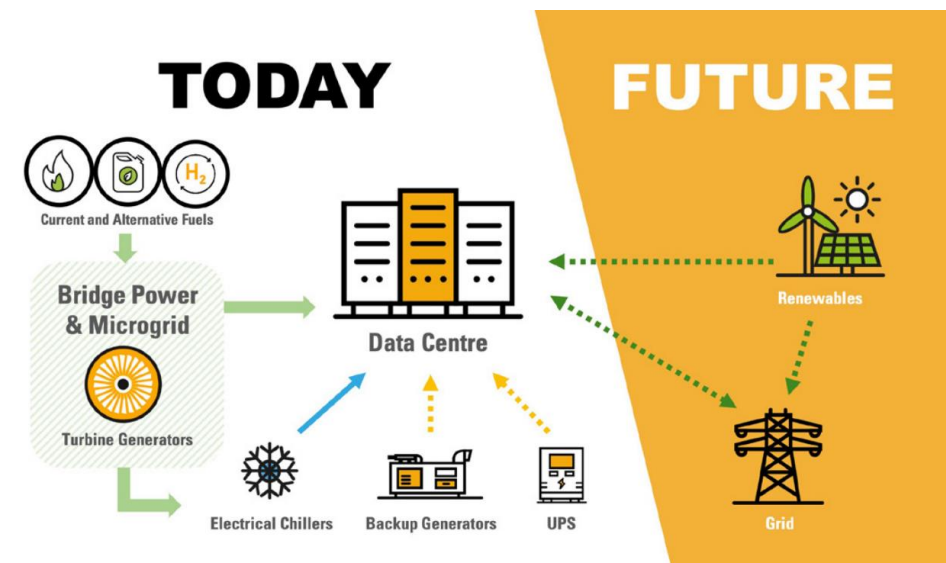 TODAY
FUTURE
H₂
Current and Alternative Fuels
Bridge Power
& Microgrid
Turbine Generators
Data Centre
Electrical Chillers
Backup Generators
UPS
Renewables
Grid